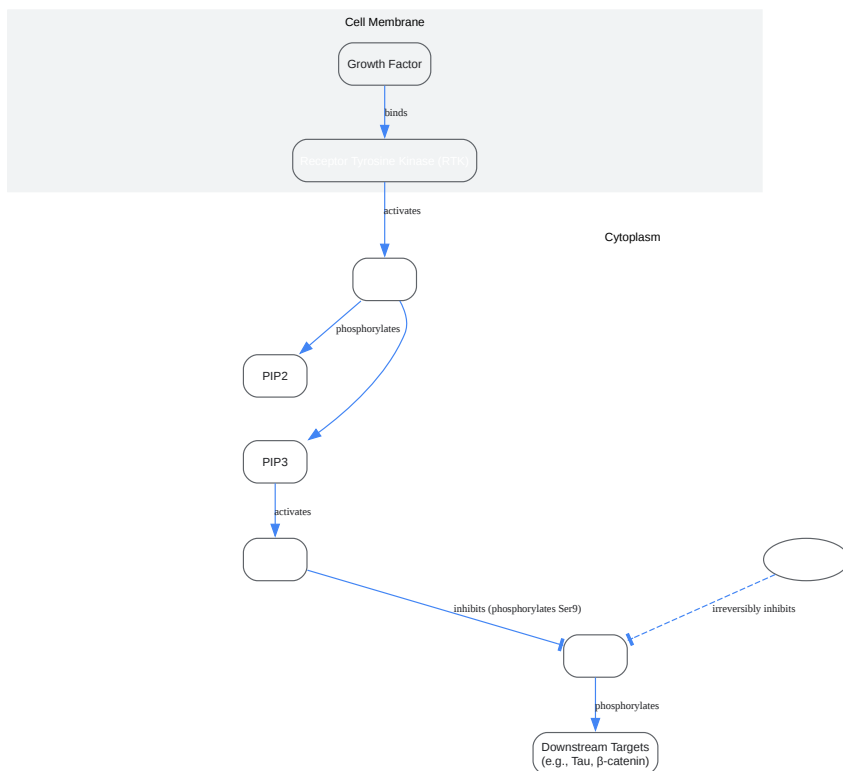 Cell Membrane
Growth Factor
binds
Receptor Tyrosine Kinase (RTK)
activates
Cytoplasm
phosphorylates
PIP2
PIP3
activates
inhibits (phosphorylates Ser9)
irreversibly inhibits
phosphorylates
Downstream Targets
(e.g., Tau, β-catenin)